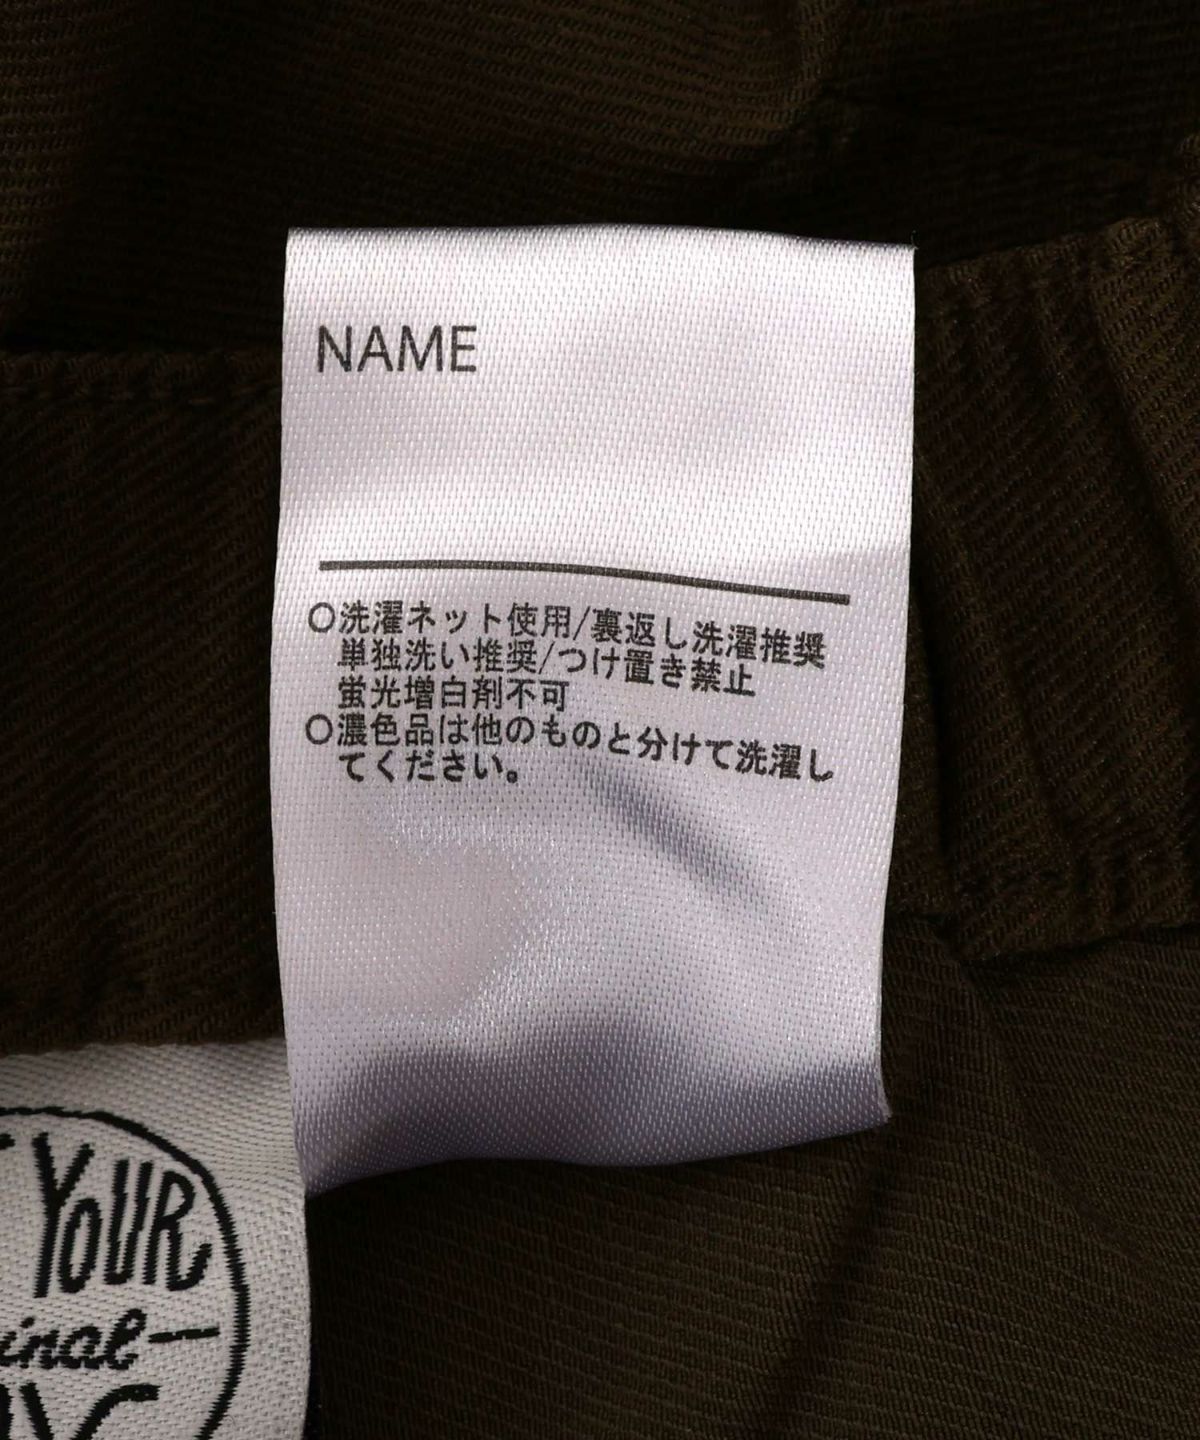 NAME
○洗濯ネット使用/裏返し洗濯推奨
単独洗い推奨/つけ置き禁止
蛍光増白剤不可
○濃色品は他のものと分けて洗濯し
てください。
YOUR